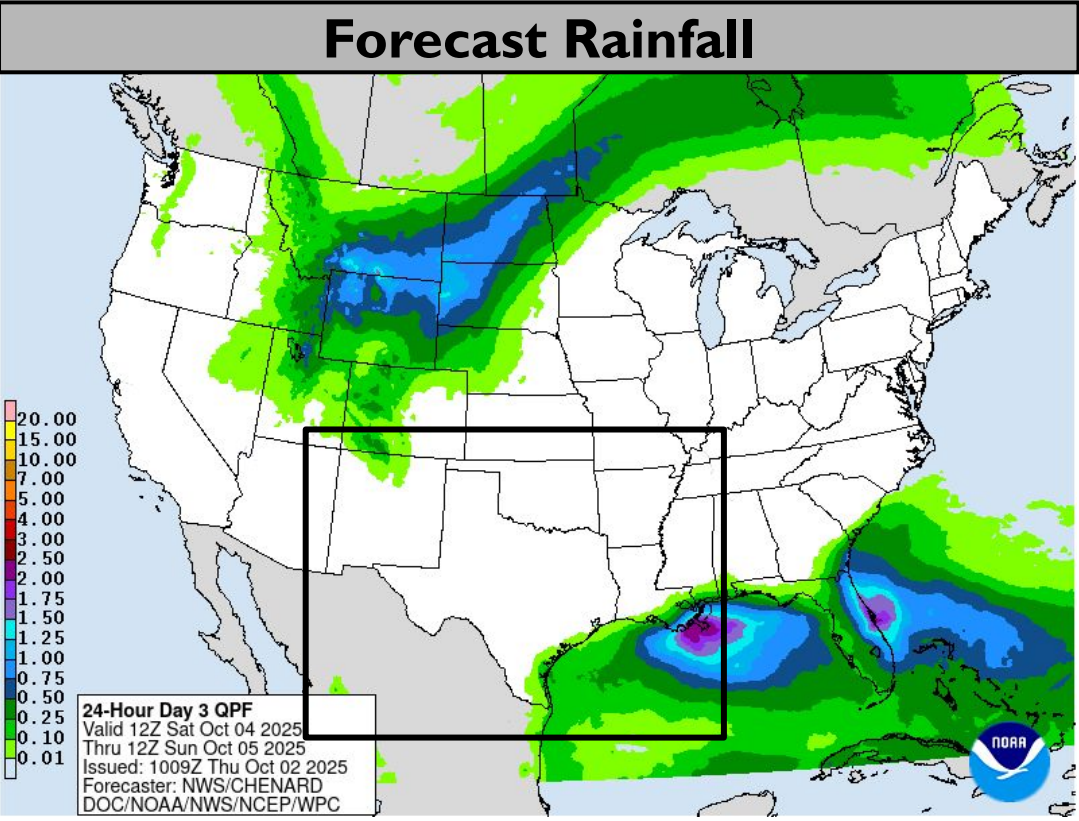 Forecast Rainfall
20.00
15.00
10.00
7.00
5.00
4.00
3.00
2.50
2.00
1.75
1.50
1.25
1.00
0.75
0.50
0.25
0.10
0.01
24-Hour Day 3 QPF
Valid 12Z Sat Oct 04 2025
Thru 12Z Sun Oct 05 2025
Issued: 1009Z Thu Oct 02 2025
Forecaster: NWS/CHENARD
DOC/NOAA/NWS/NCEP/WPC
NOAA